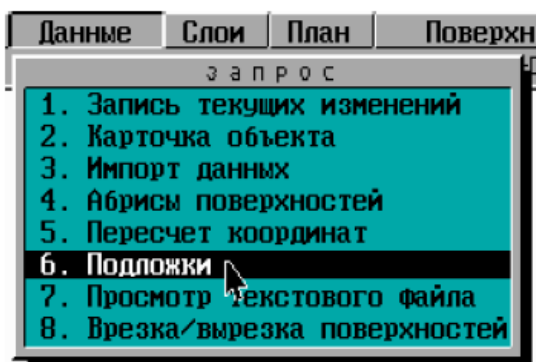 Данные Слои План Поверхн
запрос
1. Запись текущих изменений
2. Карточка объекта
3. Импорт данных
4. Абрисы поверхностей
5. Пересчет координат
6. Подложки
7. Просмотр текстового файла
8. Врезка/вырезка поверхностей